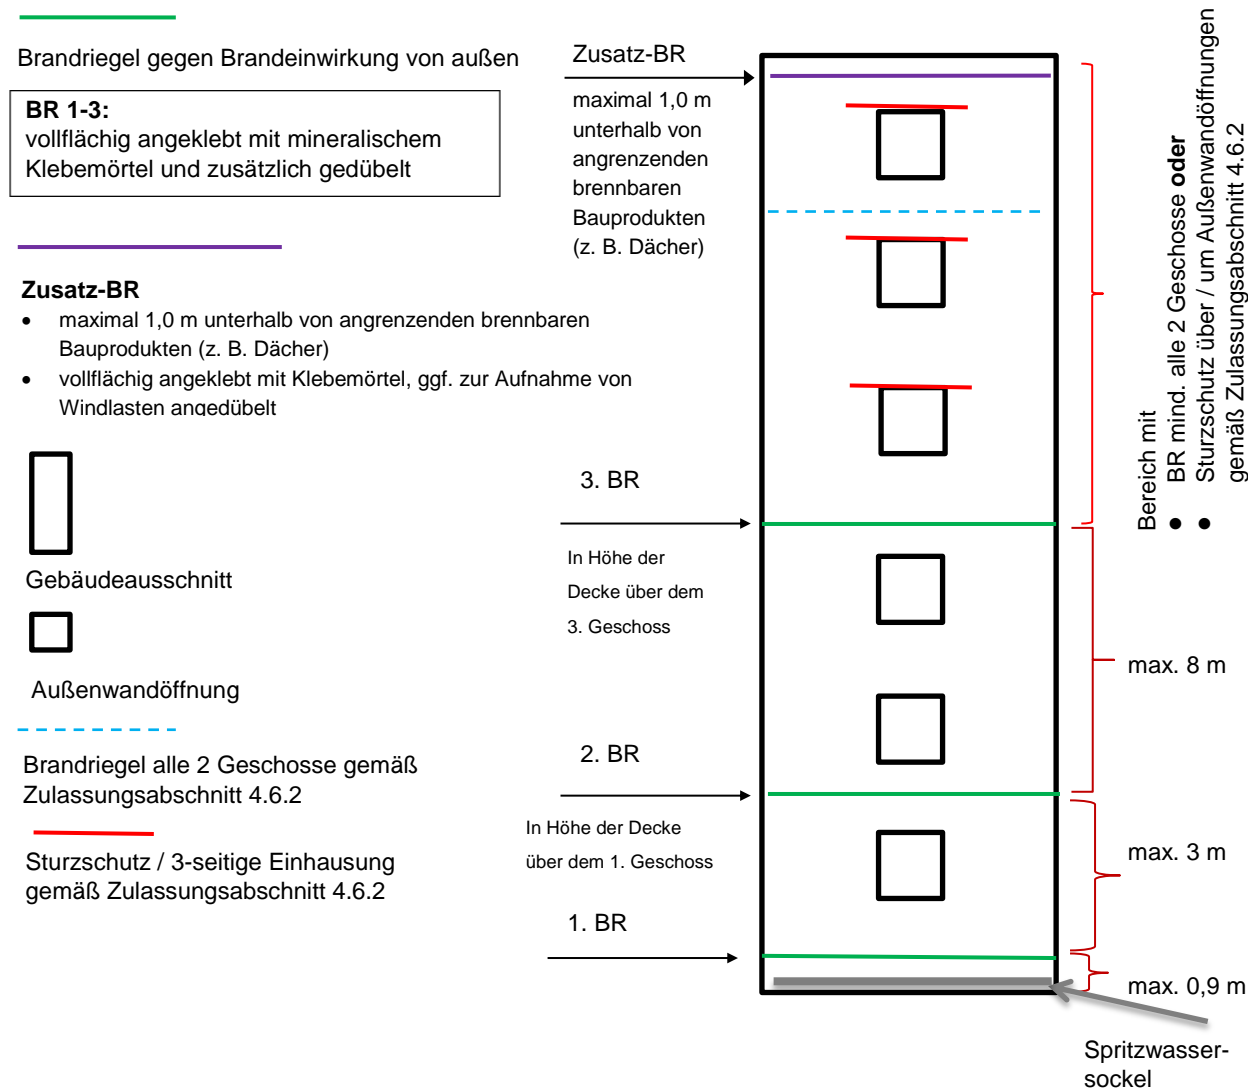 Brandriegel gegen Brandeinwirkung von außen
BR 1-3:
vollflächig angeklebt mit mineralischem
Klebemörtel und zusätzlich gedübelt
Zusatz-BR
• maximal 1,0 m unterhalb von angrenzenden brennbaren
Bauprodukten (z. B. Dächer)
• vollflächig angeklebt mit Klebemörtel, ggf. zur Aufnahme von
Windlasten angedübelt
Gebäudeausschnitt
Außenwandöffnung
Brandriegel alle 2 Geschosse gemäß
Zulassungsabschnitt 4.6.2
Sturzschutz / 3-seitige Einhausung
gemäß Zulassungsabschnitt 4.6.2
Zusatz-BR
maximal 1,0 m
unterhalb von
angrenzenden
brennbaren
Bauprodukten
(z. B. Dächer)
3. BR
In Höhe der
Decke über dem
3. Geschoss
2. BR
In Höhe der Decke
über dem 1. Geschoss
1. BR
Bereich mit
● BR mind. alle 2 Geschosse oder
● Sturzschutz über / um Außenwandöffnungen
gemäß Zulassungsabschnitt 4.6.2
max. 8 m
max. 3 m
max. 0,9 m
Spritzwasser-
sockel